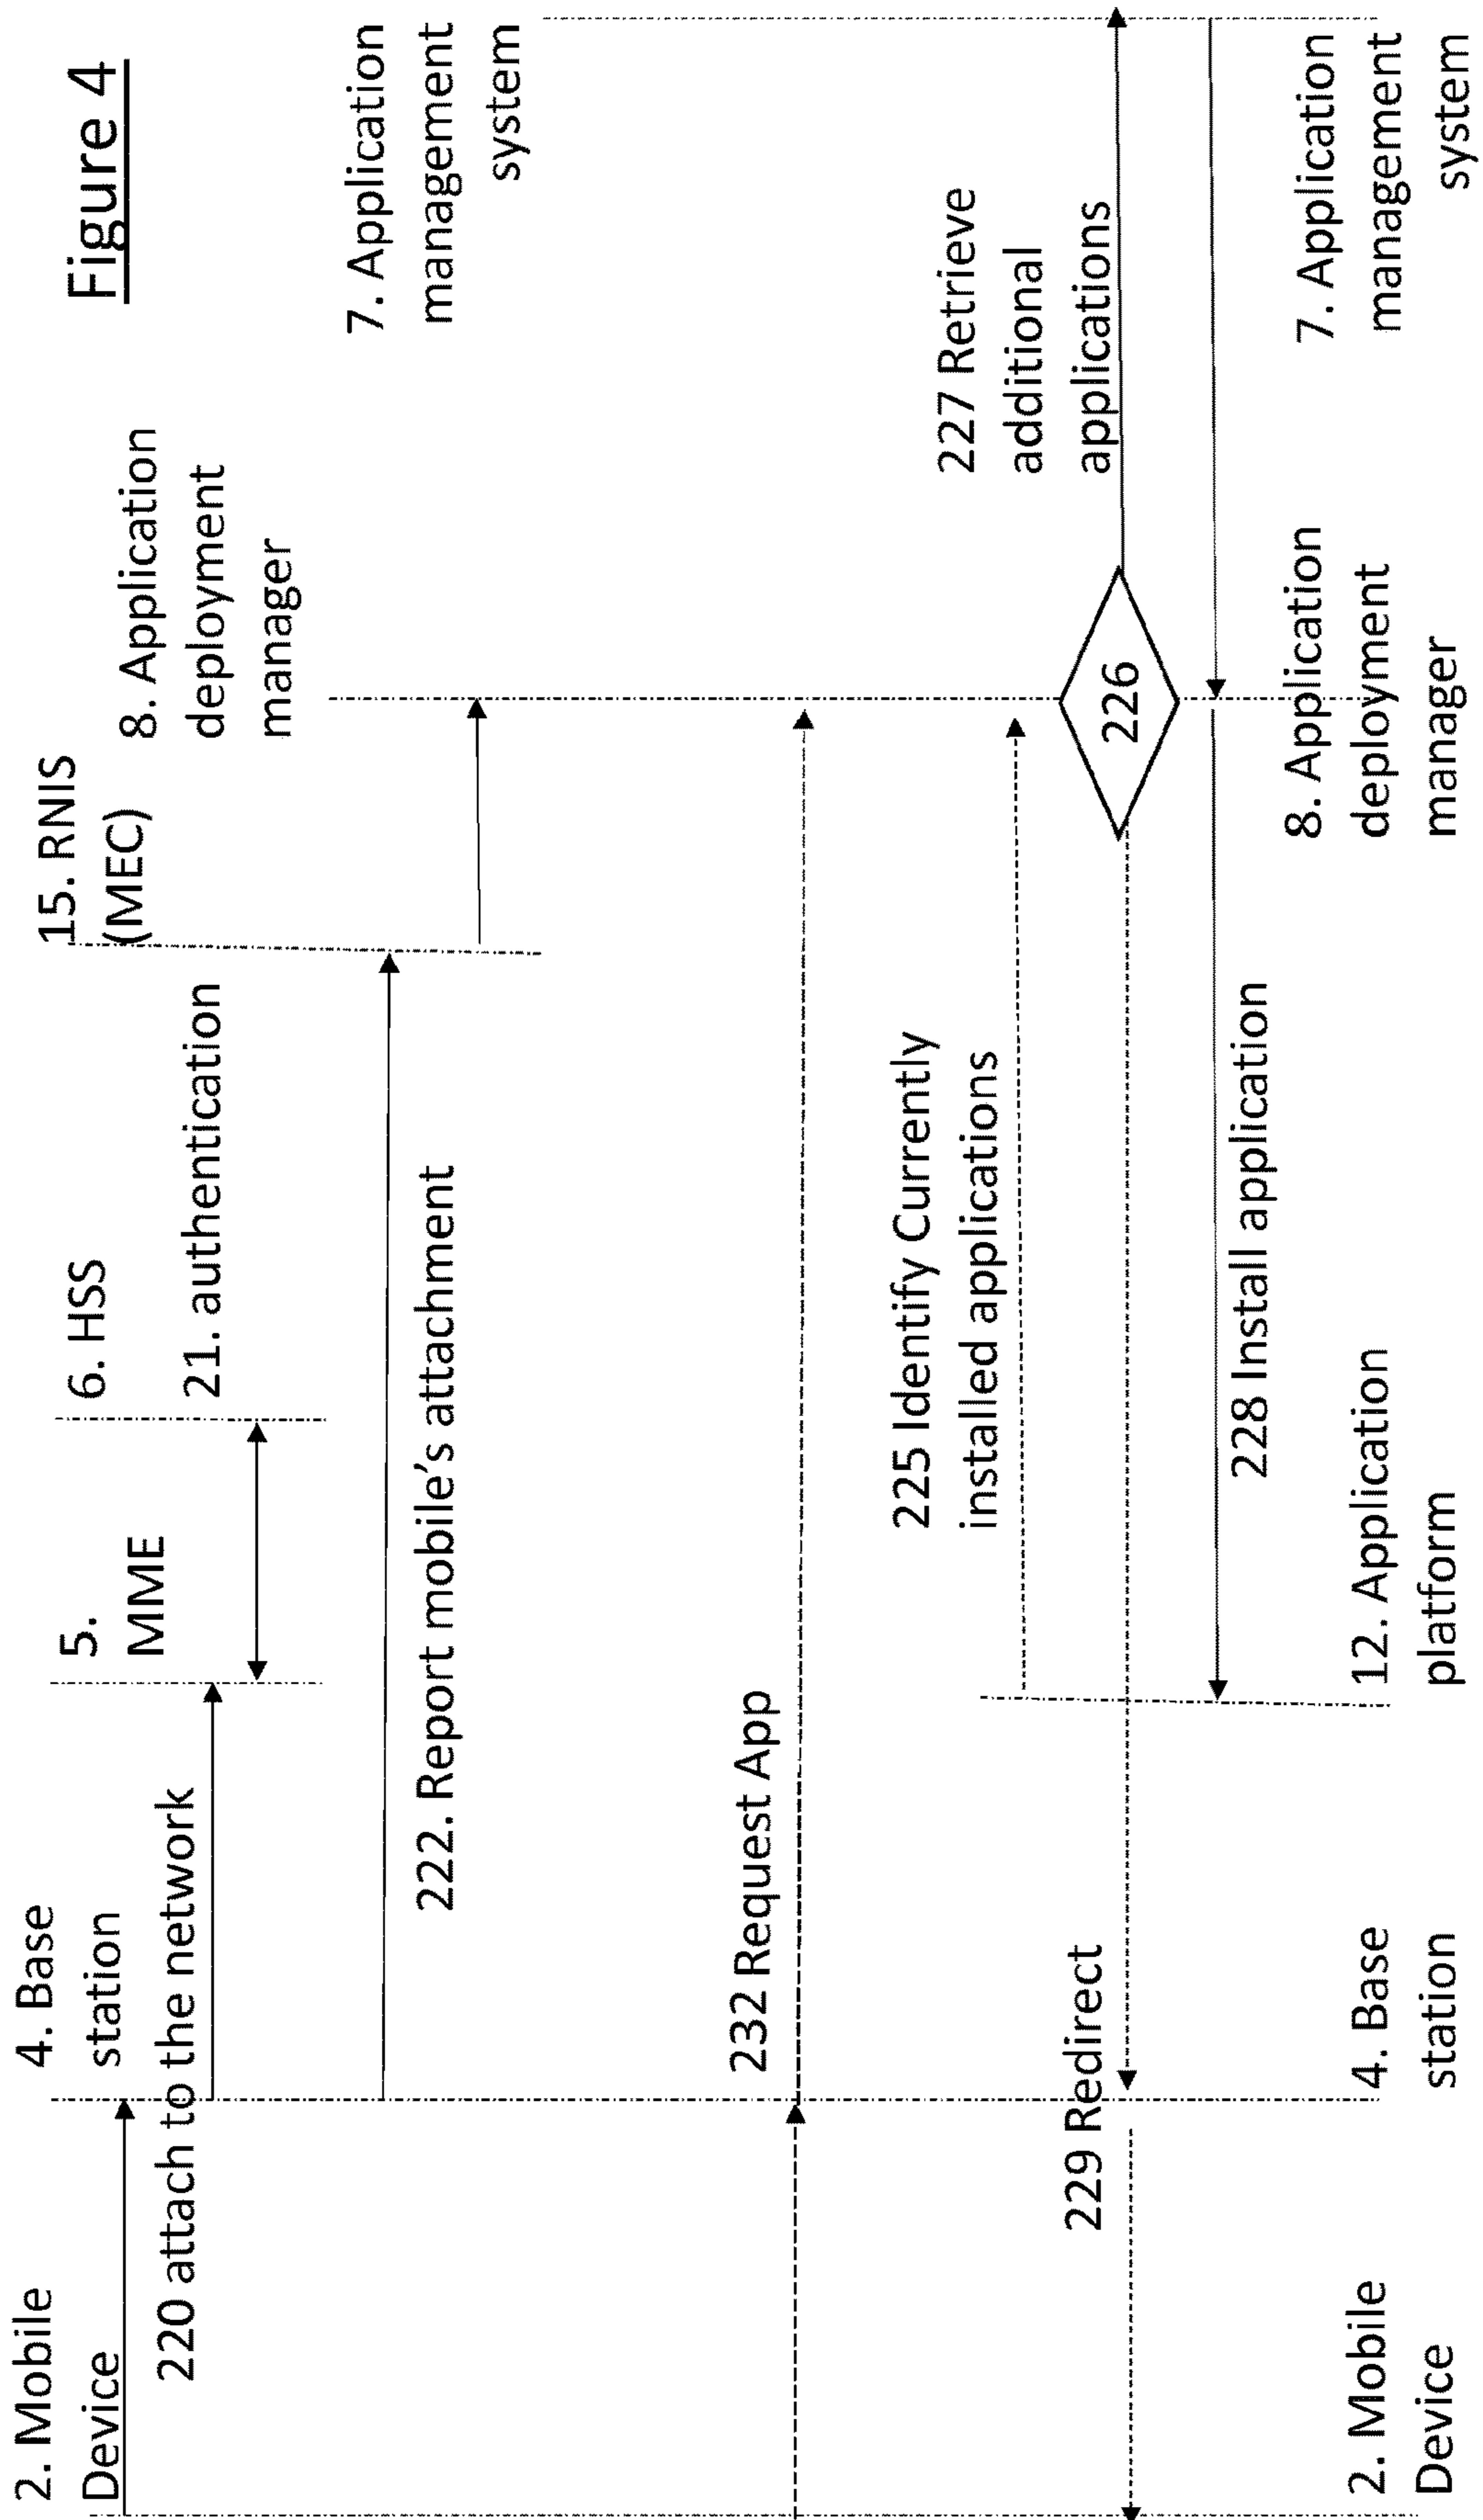 Figure 4
2. Mobile
Device
4. Base
station
5.
MME
6. HSS
15. RNIS
(MEC)
8. Application
deployment
manager
7. Application
management
system
220 attach to the network
21. authentication
222. Report mobile's attachment
232 Request App
225 Identify Currently
installed applications
227 Retrieve
additional
applications
226
229 Redirect
228 Install application
2. Mobile
Device
4. Base
station
12. Application
platform
8. Application
deployment
manager
7. Application
management
system